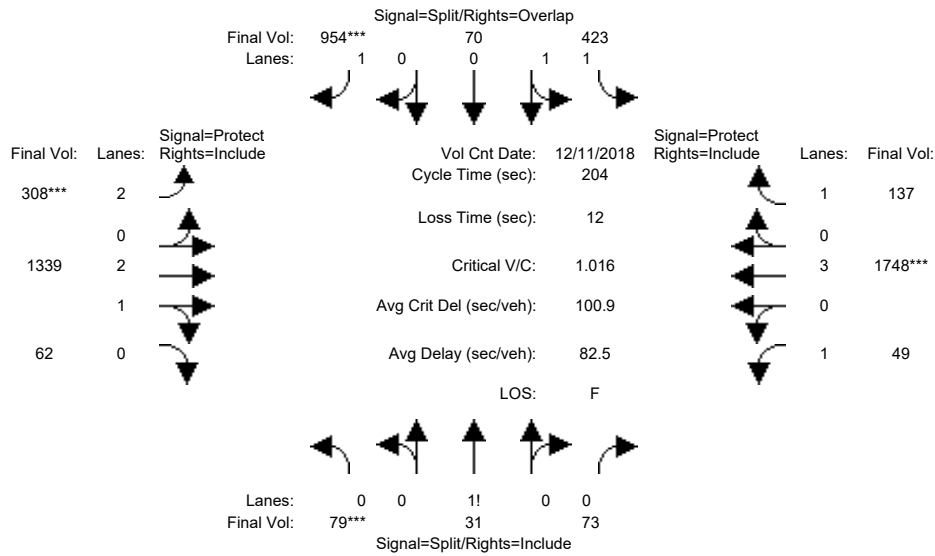 Signal=Split/Rights=Overlap
Final Vol: 954*** 70 423
Lanes: 1 0 0 1 1
Signal=Protect Signal=Protect
Final Vol: Lanes: Rights=Include Vol Cnt Date: 12/11/2018 Rights=Include Lanes: Final Vol:
Cycle Time (sec): 204
308*** 2 1 137
Loss Time (sec): 12
0 0
1339 2 Critical V/C: 1.016 3 1748***
1 Avg Crit Del (sec/veh): 100.9 0
62 0 Avg Delay (sec/veh): 82.5 1 49
LOS: F
Lanes: 0 0 1! 0 0
Final Vol: 79*** 31 73
Signal=Split/Rights=Include